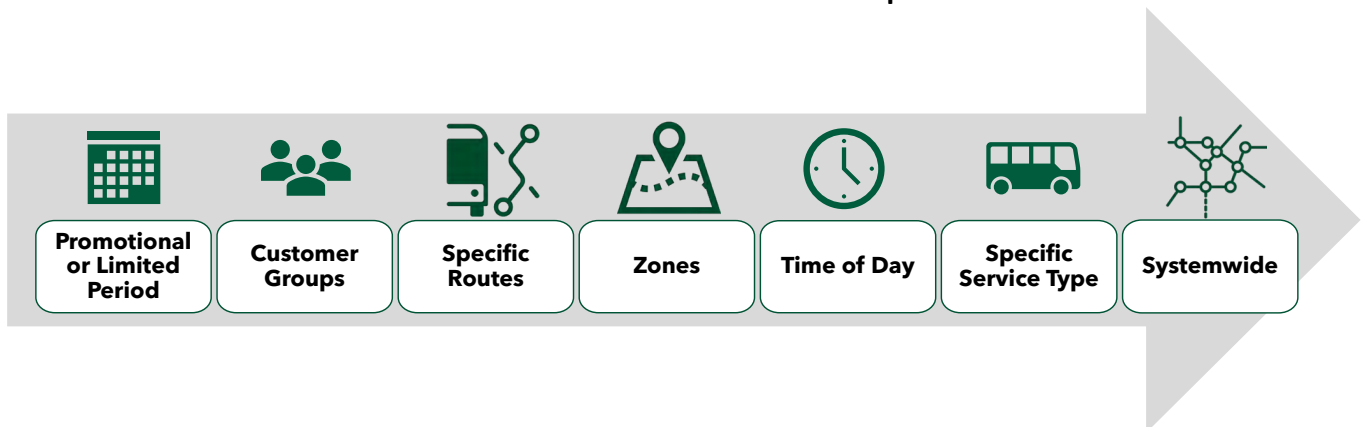 Promotional
or Limited
Period
Customer
Groups
Specific
Routes
Zones
Time of Day
Specific
Service Type
Systemwide